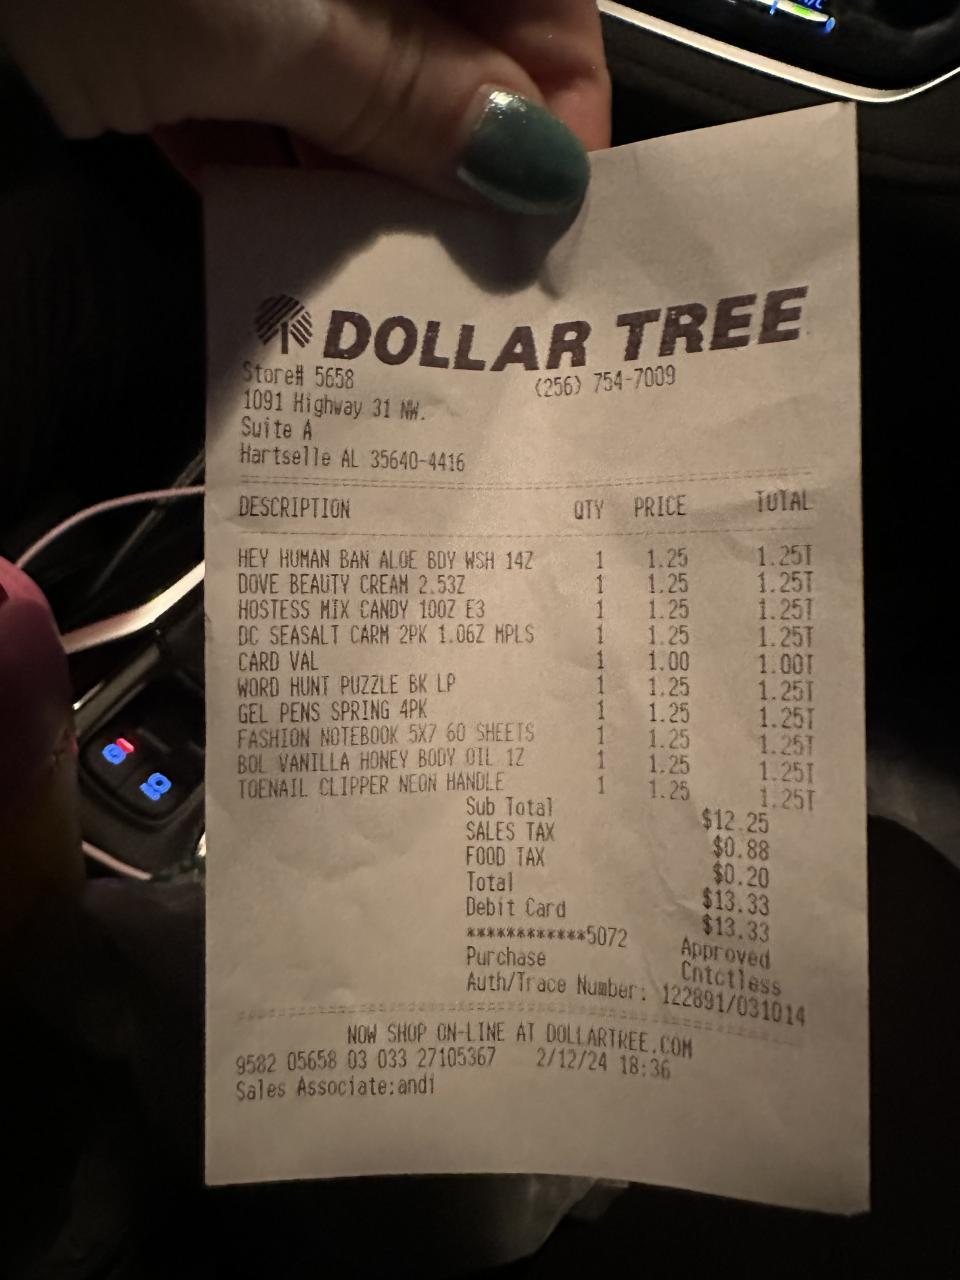 DOLLAR TREE
Store# 5658 (256) 754-7009
1091 Highway 31 NW.
Suite A
Hartselle AL 35640-4416
DESCRIPTION QTY PRICE TOTAL
HEY HUMAN BAN ALOE BDY WSH 14Z 1 1.25 1.25T
DOVE BEAUTY CREAM 2.53Z 1 1.25 1.25T
HOSTESS MIX CANDY 10OZ E3 1 1.25 1.25T
DC SEASALT CARM 2PK 1.06Z MPLS 1 1.25 1.25T
CARD VAL 1 1.00 1.00T
WORD HUNT PUZZLE BK LP 1 1.25 1.25T
GEL PENS SPRING 4PK 1 1.25 1.25T
FASHION NOTEBOOK 5X7 60 SHEETS 1 1.25 1.25T
BOL VANILLA HONEY BODY OIL 1Z 1 1.25 1.25T
TOENAIL CLIPPER NEON HANDLE 1 1.25 1.25T
Sub Total $12.25
SALES TAX $0.88
FOOD TAX $0.20
Total $13.33
Debit Card $13.33
************5072 Approved
Purchase Cntctless
Auth/Trace Number: 122891/031014
NOW SHOP ON-LINE AT DOLLARTREE.COM
9582 05658 03 033 27105367 2/12/24 18:36
Sales Associate:andi